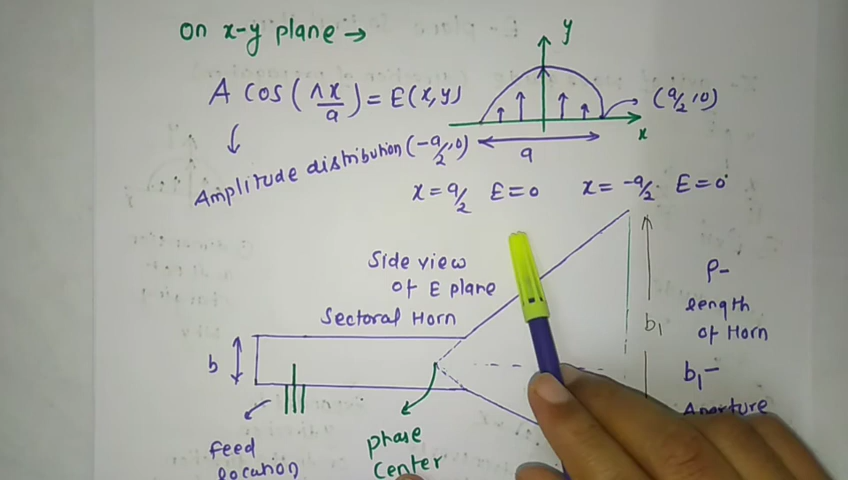 on x-y plane →
y
A cos (πx/a) = E(x,y)
(a/2, 0)
x
a
Amplitude distribution (-a/2, 0)
x = a/2 E = 0 x = -a/2 E = 0
Side view
of E plane
Sectoral Horn
ρ-
length
of Horn
b
b₁
b₁-
Aperture
feed
location
phase
center